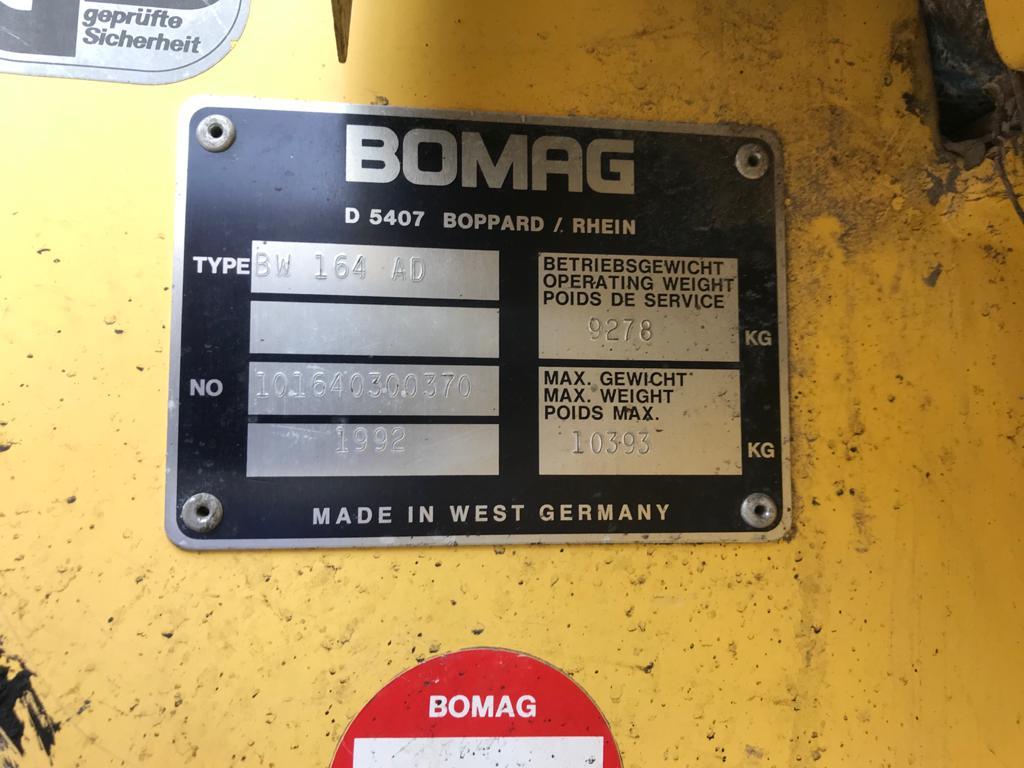 geprüfte
Sicherheit
BOMAG
D 5407 BOPPARD / RHEIN
TYPE BW 164 AD
BETRIEBSGEWICHT
OPERATING WEIGHT
POIDS DE SERVICE
9278 KG
NO 101640300370
1992
MAX. GEWICHT
MAX. WEIGHT
POIDS MAX.
10393 KG
MADE IN WEST GERMANY
BOMAG